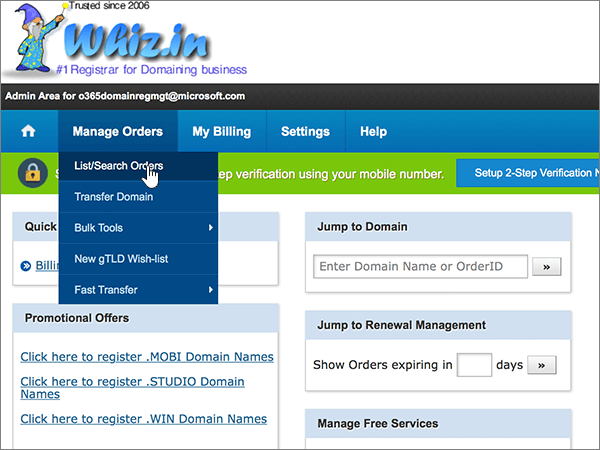 Trusted since 2006
Whiz.in
#1 Registrar for Domaining business
Admin Area for o365domainregmgt@microsoft.com
Manage Orders
My Billing
Settings
Help
List/Search Orders
S
ep verification using your mobile number.
Setup 2-Step Verification N
Transfer Domain
Bulk Tools
New gTLD Wish-list
Fast Transfer
Quick
Billin
Jump to Domain
Enter Domain Name or OrderID
»
Promotional Offers
Click here to register .MOBI Domain Names
Click here to register .STUDIO Domain
Names
Click here to register .WIN Domain Names
Jump to Renewal Management
Show Orders expiring in days »
Manage Free Services